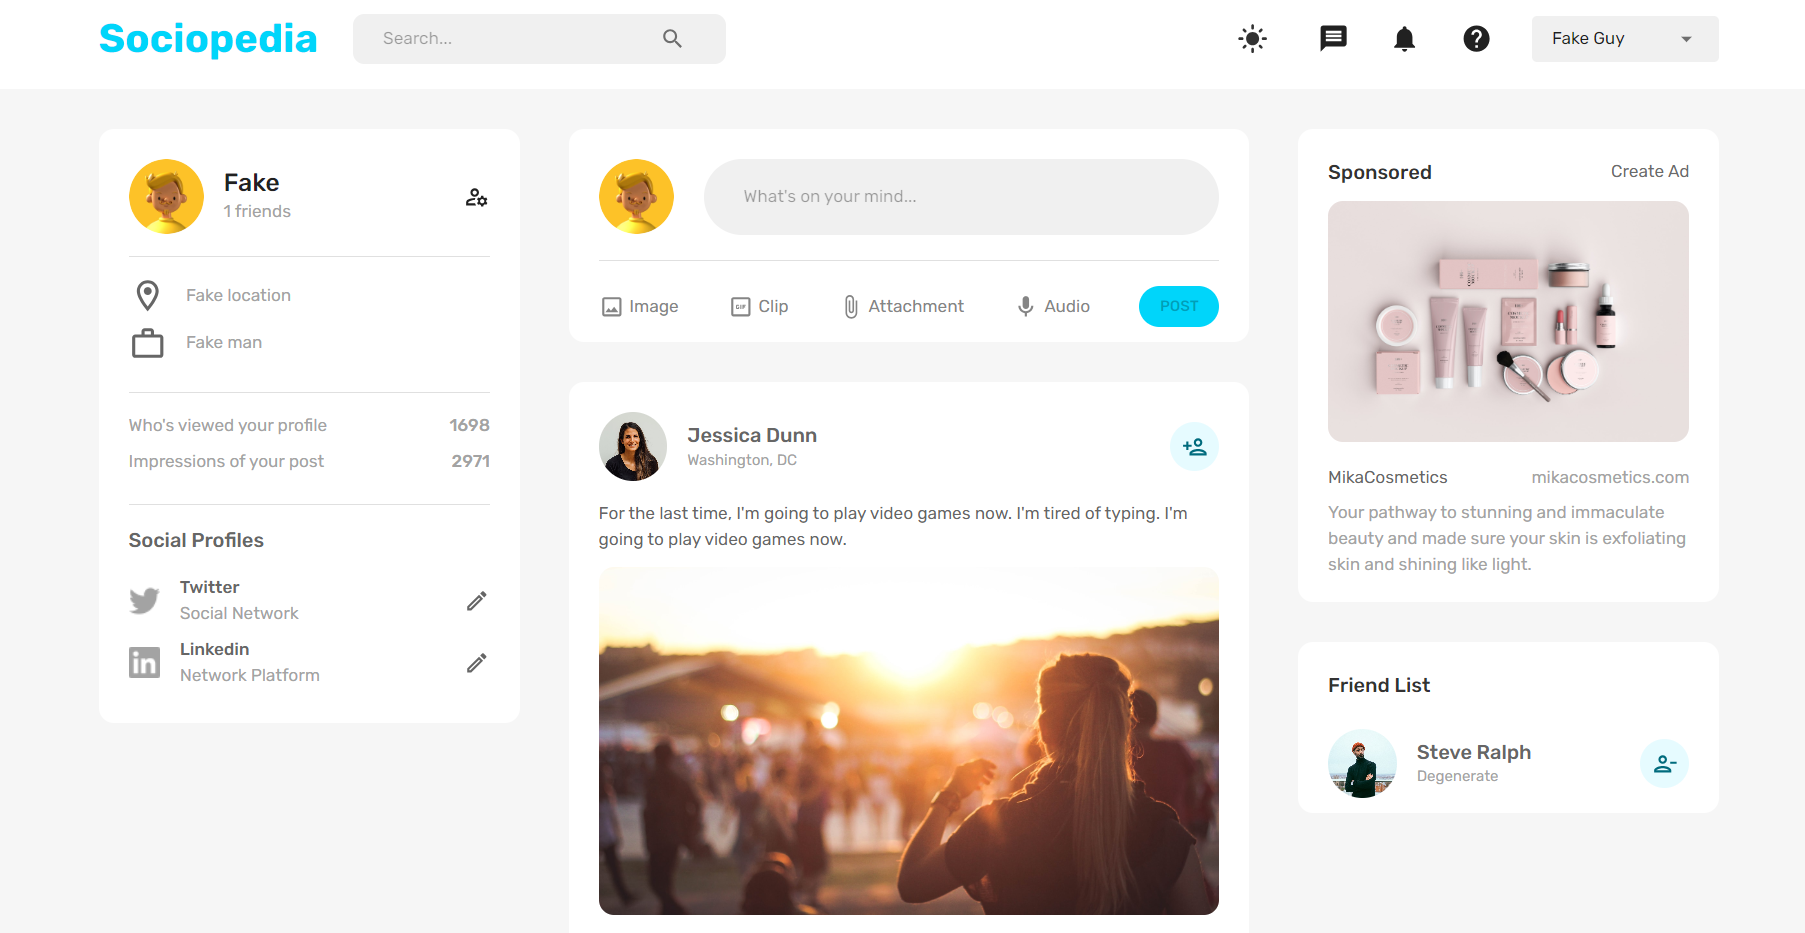 Sociopedia
Search...
Fake Guy
Fake
1 friends
Fake location
Fake man
Who's viewed your profile
1698
Impressions of your post
2971
Social Profiles
Twitter
Social Network
Linkedin
Network Platform
What's on your mind...
Image
GIF
Clip
Attachment
Audio
POST
Jessica Dunn
Washington, DC
For the last time, I'm going to play video games now. I'm tired of typing. I'm
going to play video games now.
Sponsored
Create Ad
MikaCosmetics
mikacosmetics.com
Your pathway to stunning and immaculate
beauty and made sure your skin is exfoliating
skin and shining like light.
Friend List
Steve Ralph
Degenerate